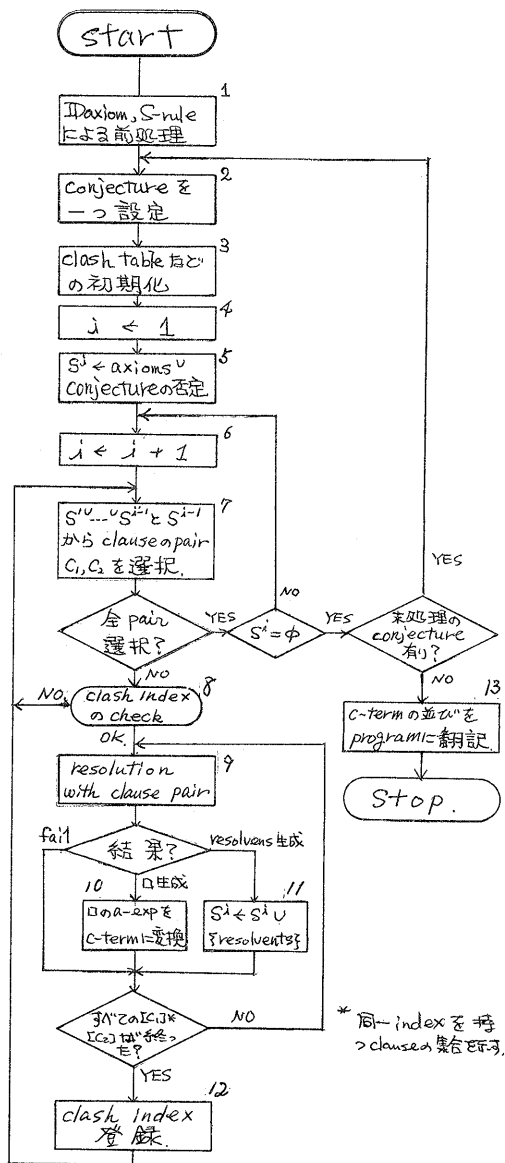 start
1
IDaxiom, S-rule
による前処理
2
conjectureを
一つ設定
3
clash tableなど
の初期化
4
i ← 1
5
S^i ← axioms ∪
conjectureの否定
6
i ← i + 1
7
S^1∪…∪S^{i-1}とS^{i-1}
からclauseのpair
C₁,C₂を選択.
全pair
選択?
YES
NO
S^i = φ
NO
YES
未処理の
conjecture
有り?
YES
NO
13
c-termの並びを
programに翻訳.
Stop.
8
clash index
のcheck
NO
OK.
9
resolution
with clause pair
結果?
fail
resolvens生成
□生成
10
□のa-expを
c-termに変換
11
S^i ← S^i ∪
{resolvents}
すべての[C₁]*
[C₂]が終っ
た?
NO
YES
* 同一indexを持
つclauseの集合を示す.
12
clash index
登録.